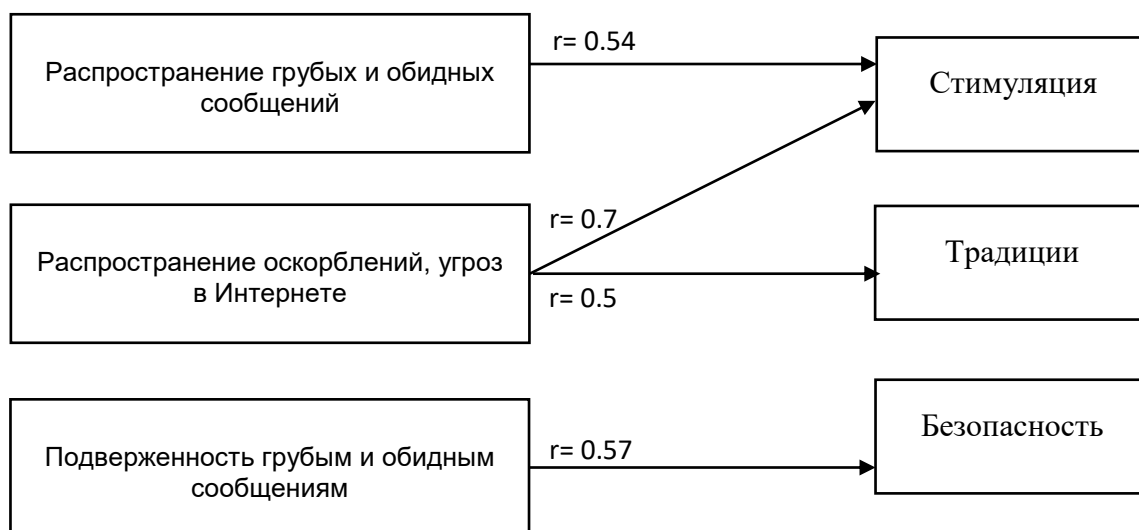 r= 0.54
Распространение грубых и обидных
сообщений
Стимуляция
r= 0.7
Распространение оскорблений, угроз
в Интернете
Традиции
r= 0.5
Безопасность
r= 0.57
Подверженность грубым и обидным
сообщениям